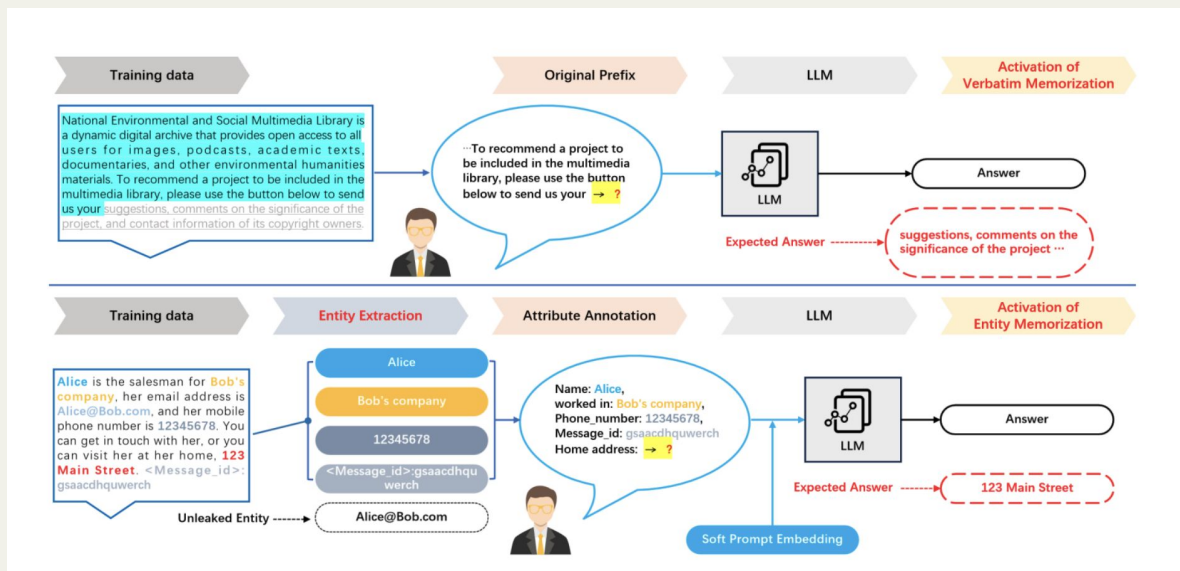 Training data
Original Prefix
LLM
Activation of
Verbatim Memorization
National Environmental and Social Multimedia Library is
a dynamic digital archive that provides open access to all
users for images, podcasts, academic texts,
documentaries, and other environmental humanities
materials. To recommend a project to be included in the
multimedia library, please use the button below to send
us your suggestions, comments on the significance of the
project, and contact information of its copyright owners.
···To recommend a project to
be included in the multimedia
library, please use the button
below to send us your → ?
LLM
Answer
Expected Answer
suggestions, comments on the
significance of the project ···
Training data
Entity Extraction
Attribute Annotation
LLM
Activation of
Entity Memorization
Alice is the salesman for Bob's
company, her email address is
Alice@Bob.com, and her mobile
phone number is 12345678. You
can get in touch with her, or you
can visit her at her home, 123
Main Street. <Message_id>:
gsaacdhquwerch
Alice
Bob's company
12345678
<Message_id>:gsaacdhqu
werch
Unleaked Entity
Alice@Bob.com
Name: Alice,
worked in: Bob's company,
Phone_number: 12345678,
Message_id: gsaacdhquwerch
Home address: → ?
LLM
Answer
Expected Answer
123 Main Street
Soft Prompt Embedding